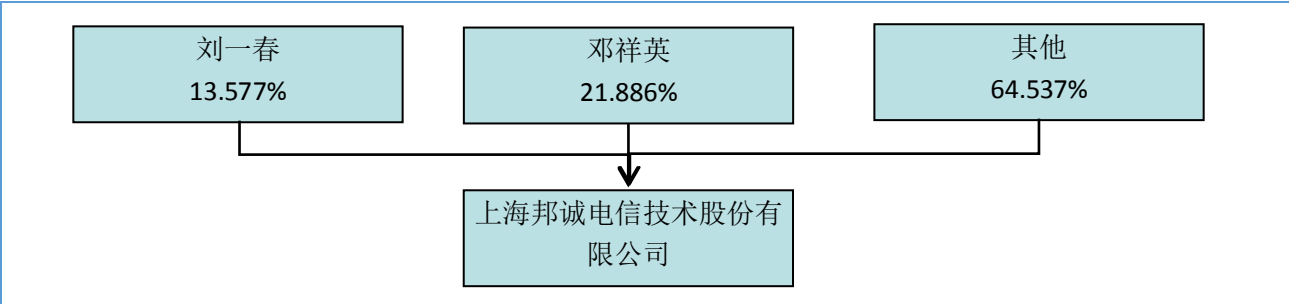 刘一春
13.577%
邓祥英
21.886%
其他
64.537%
上海邦诚电信技术股份有
限公司